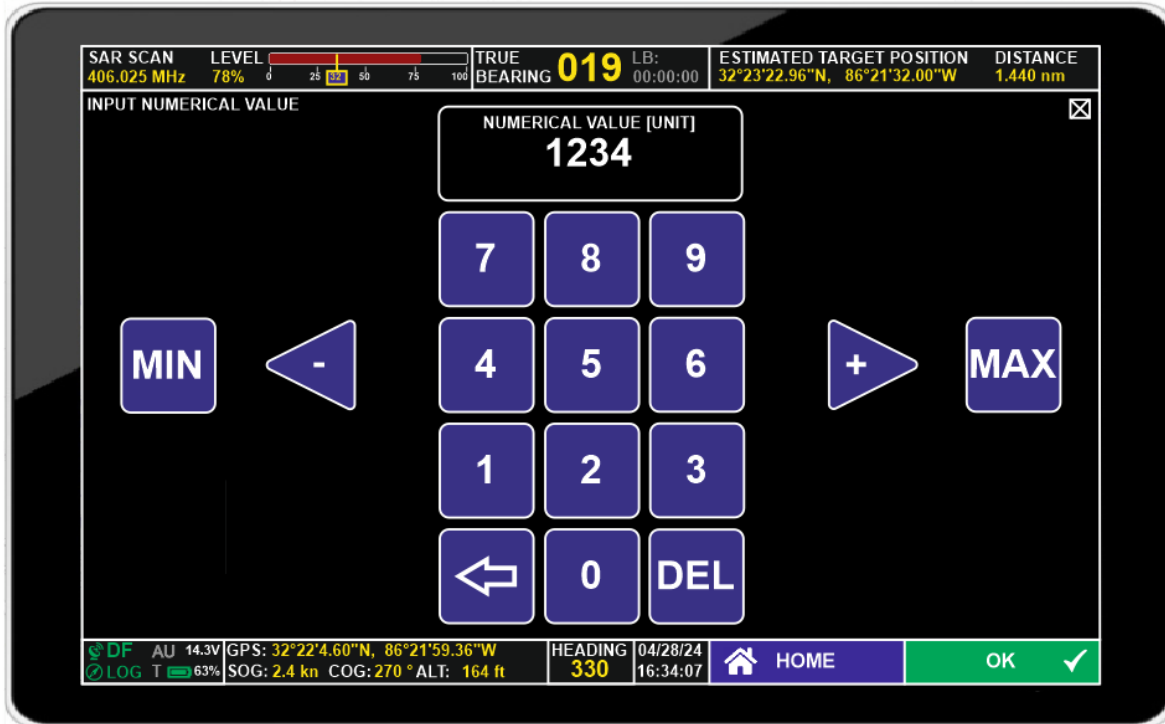 SAR SCAN LEVEL TRUE LB: ESTIMATED TARGET POSITION DISTANCE
406.025 MHz 78% 0 25 32 50 75 100 BEARING 019 00:00:00 32°23'22.96"N, 86°21'32.00"W 1.440 nm
INPUT NUMERICAL VALUE
NUMERICAL VALUE [UNIT]
1234
7 8 9
MIN - 4 5 6 + MAX
1 2 3
0 DEL
DF AU 14.3V GPS: 32°22'4.60"N, 86°21'59.36"W HEADING 04/28/24 HOME OK
LOG T 63% SOG: 2.4 kn COG: 270 ° ALT: 164 ft 330 16:34:07